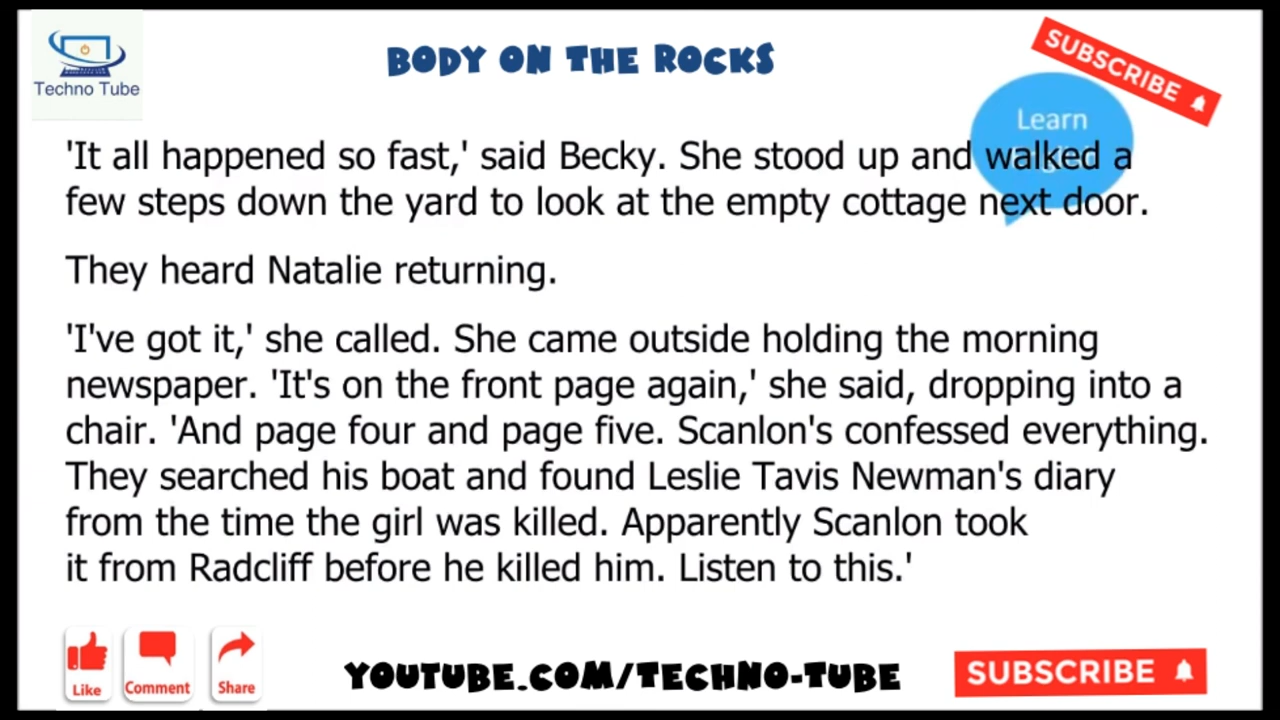 Techno Tube
BODY ON THE ROCKS
SUBSCRIBE
Learn
'It all happened so fast,' said Becky. She stood up and walked a
few steps down the yard to look at the empty cottage next door.
They heard Natalie returning.
'I've got it,' she called. She came outside holding the morning
newspaper. 'It's on the front page again,' she said, dropping into a
chair. 'And page four and page five. Scanlon's confessed everything.
They searched his boat and found Leslie Tavis Newman's diary
from the time the girl was killed. Apparently Scanlon took
it from Radcliff before he killed him. Listen to this.'
Like
Comment
Share
YOUTUBE.COM/TECHNO-TUBE
SUBSCRIBE